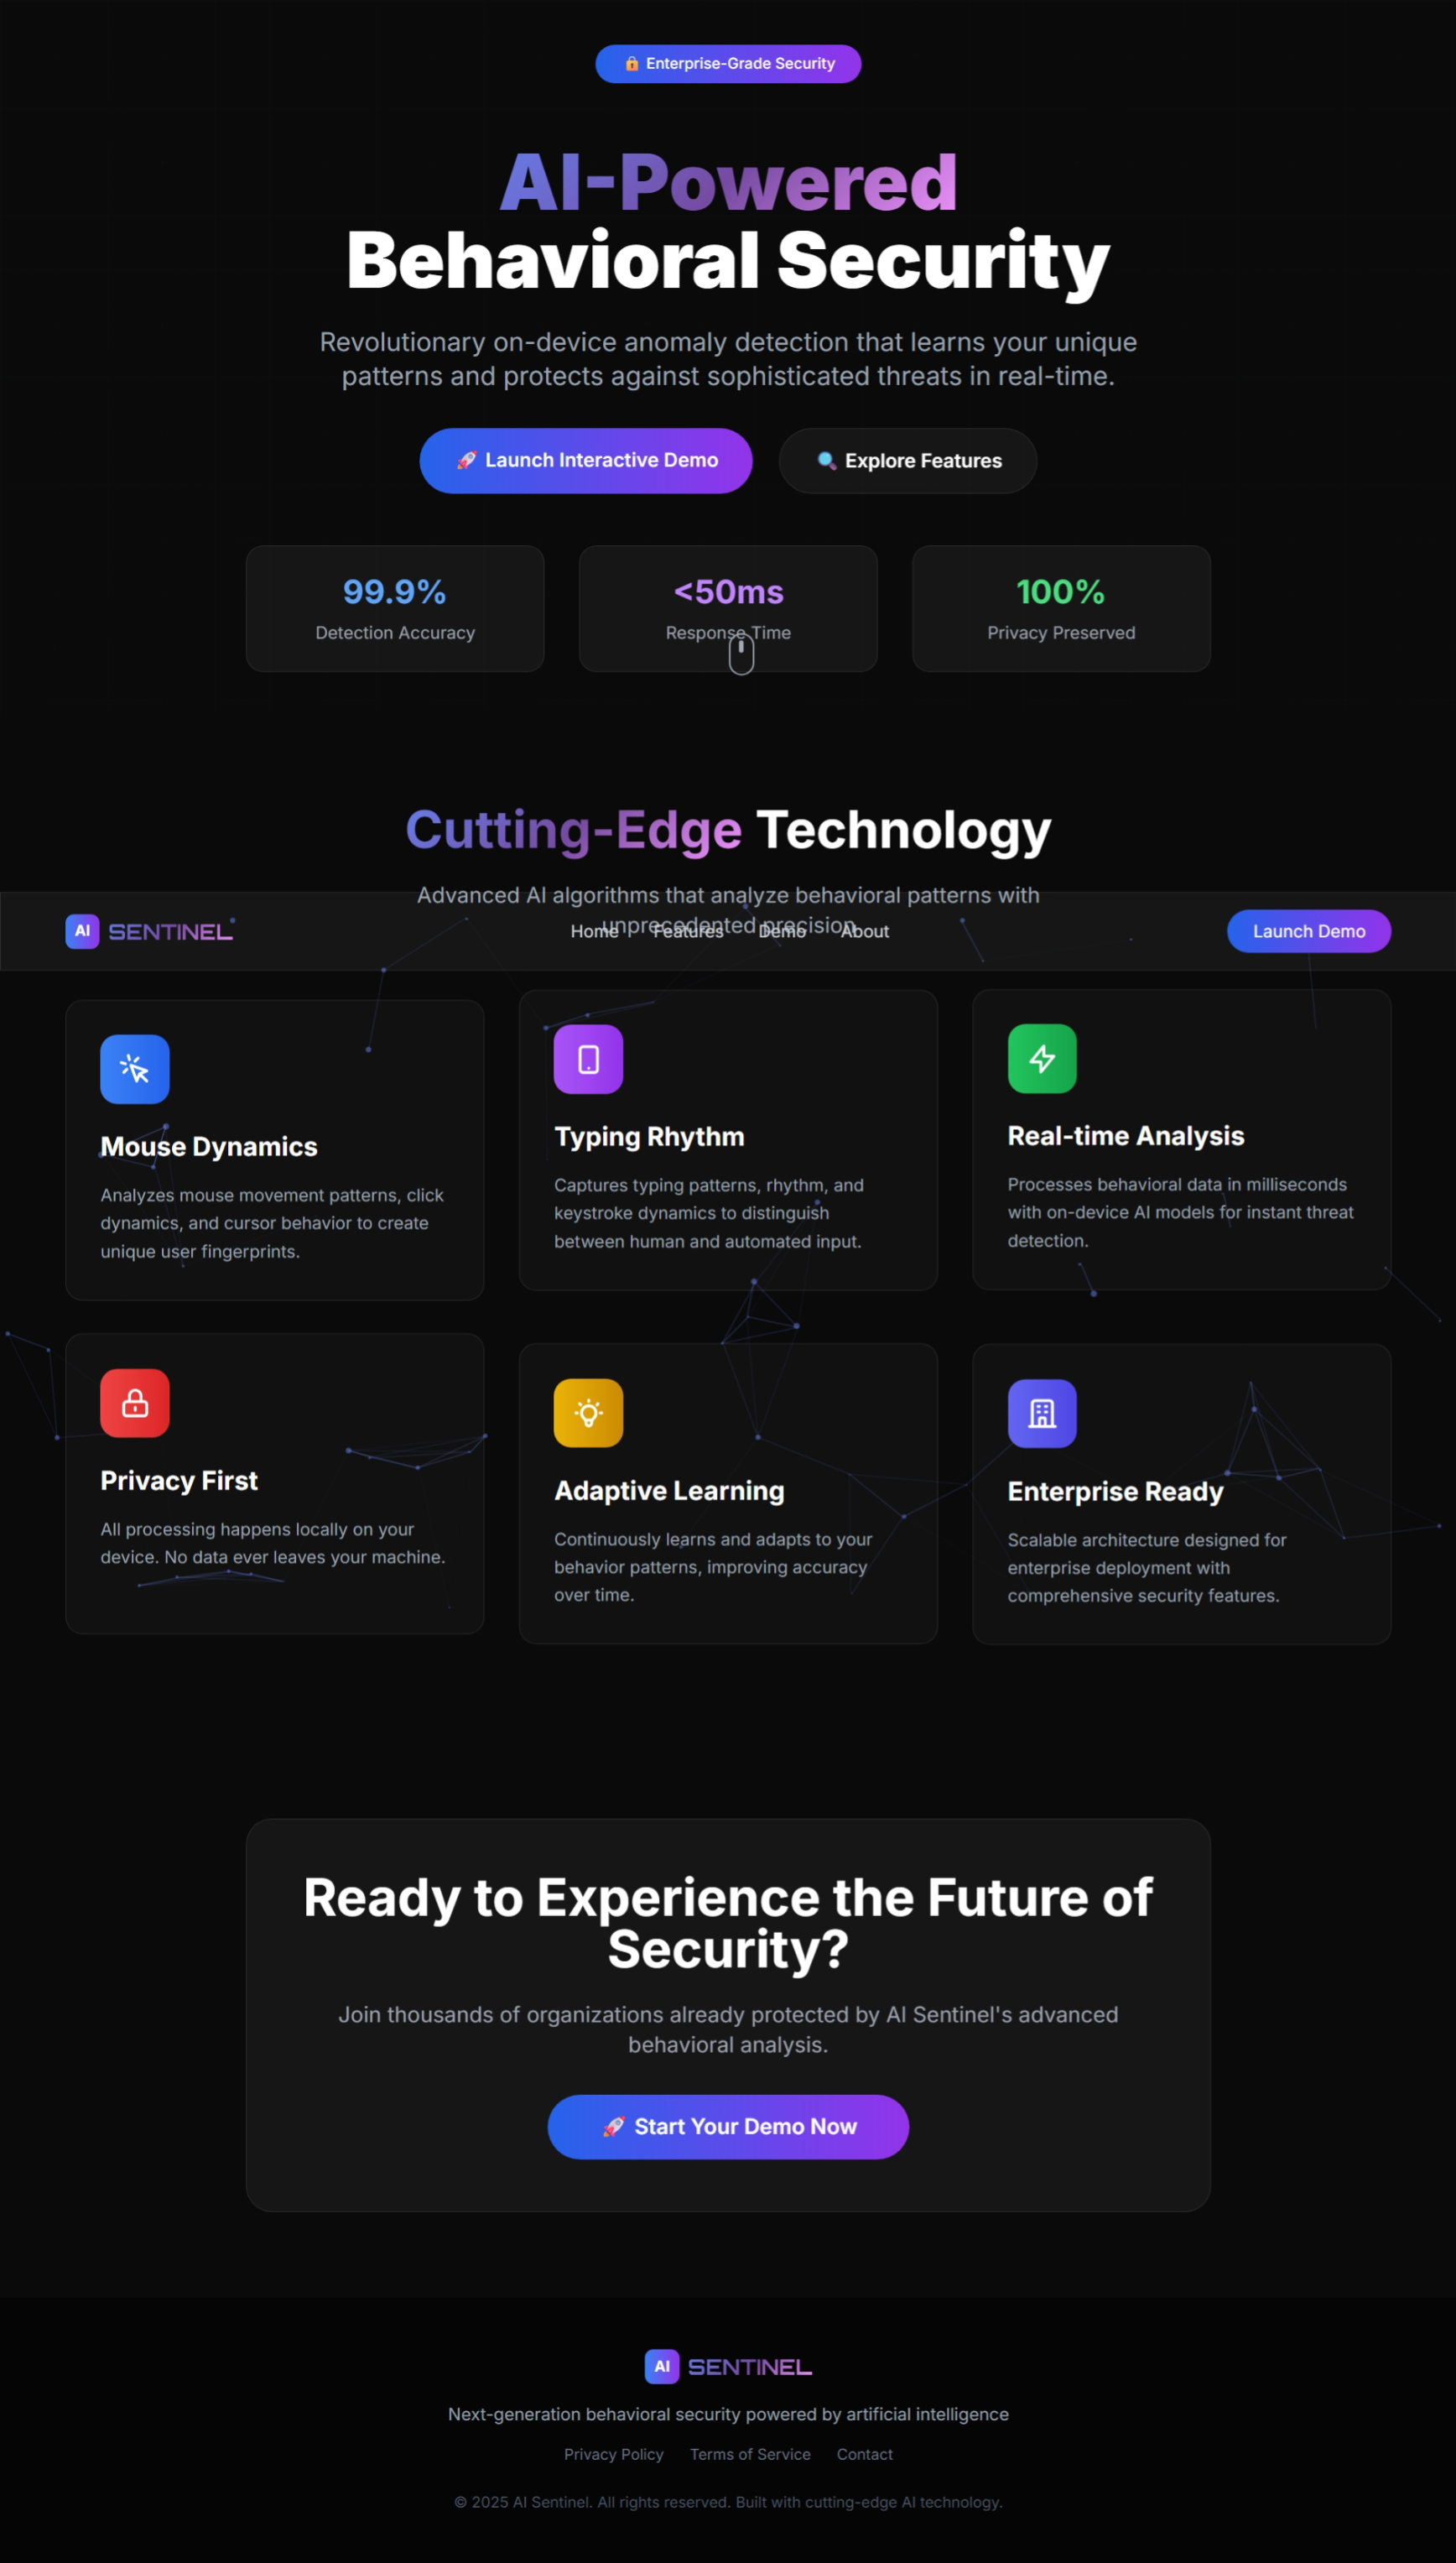 Enterprise-Grade Security
AI-Powered
Behavioral Security
Revolutionary on-device anomaly detection that learns your unique
patterns and protects against sophisticated threats in real-time.
Launch Interactive Demo
Explore Features
99.9%
Detection Accuracy
<50ms
Response Time
100%
Privacy Preserved
Cutting-Edge Technology
Advanced AI algorithms that analyze behavioral patterns with
unprecedented precision
AI SENTINEL
Home
Features
Demo
About
Launch Demo
Mouse Dynamics
Analyzes mouse movement patterns, click
dynamics, and cursor behavior to create
unique user fingerprints.
Typing Rhythm
Captures typing patterns, rhythm, and
keystroke dynamics to distinguish
between human and automated input.
Real-time Analysis
Processes behavioral data in milliseconds
with on-device AI models for instant threat
detection.
Privacy First
All processing happens locally on your
device. No data ever leaves your machine.
Adaptive Learning
Continuously learns and adapts to your
behavior patterns, improving accuracy
over time.
Enterprise Ready
Scalable architecture designed for
enterprise deployment with
comprehensive security features.
Ready to Experience the Future of
Security?
Join thousands of organizations already protected by AI Sentinel's advanced
behavioral analysis.
Start Your Demo Now
AI SENTINEL
Next-generation behavioral security powered by artificial intelligence
Privacy Policy
Terms of Service
Contact
© 2025 AI Sentinel. All rights reserved. Built with cutting-edge AI technology.